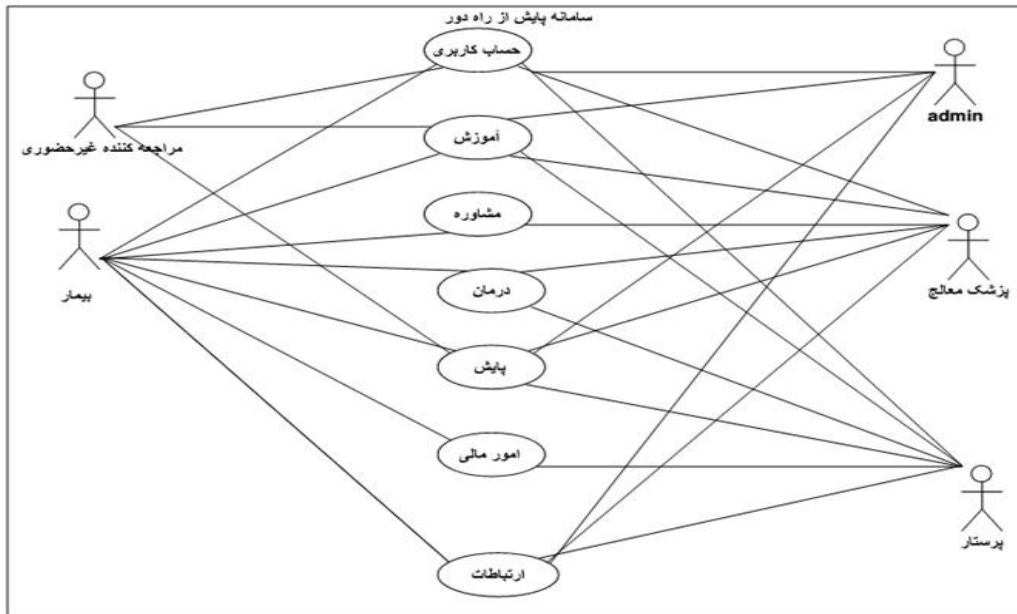 سامانه پایش از راه دور
حساب کاربری
admin
مراجعه کننده غیرحضوری
آموزش
مشاوره
پزشک معالج
بیمار
درمان
پایش
امور مالی
پرستار
ارتباطات